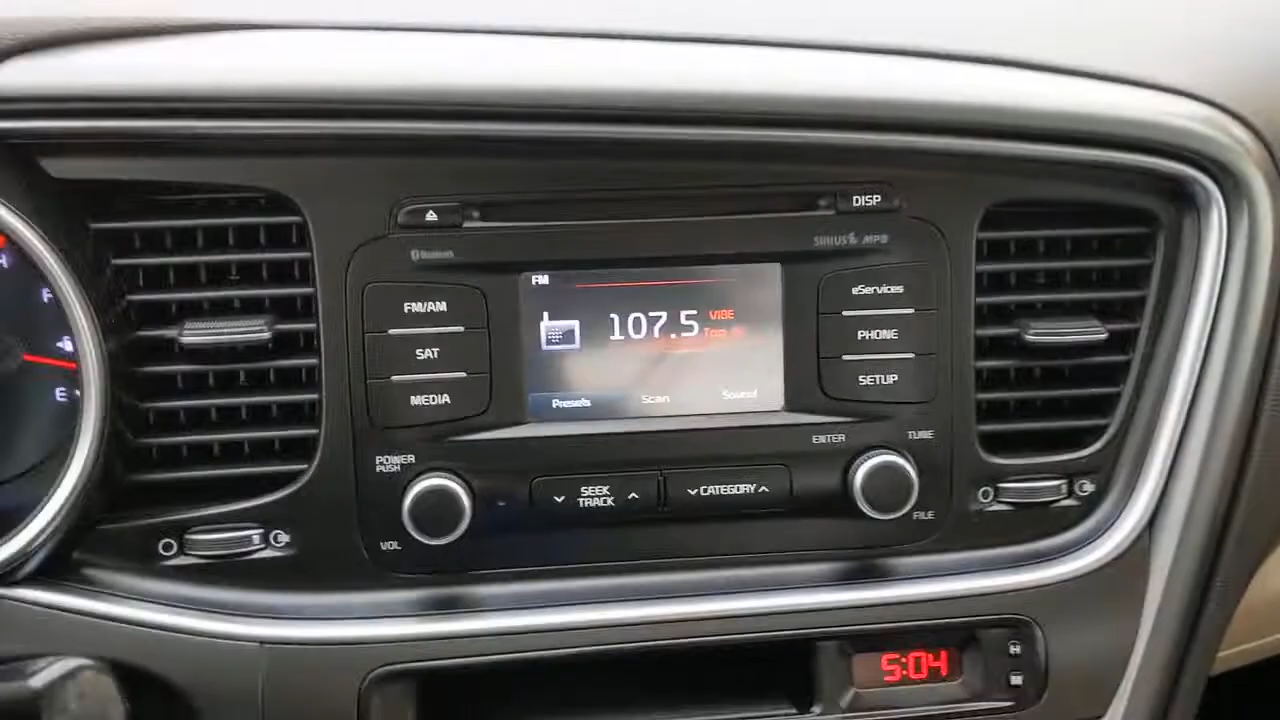 DISP
Bluetooth
SIRIUS MP3
H
F
E
FM/AM
SAT
MEDIA
FM
107.5
VIBE
Presets
Scan
Sound
eServices
PHONE
SETUP
POWER
PUSH
VOL
SEEK
TRACK
CATEGORY
ENTER
TUNE
FILE
5:04
H
M